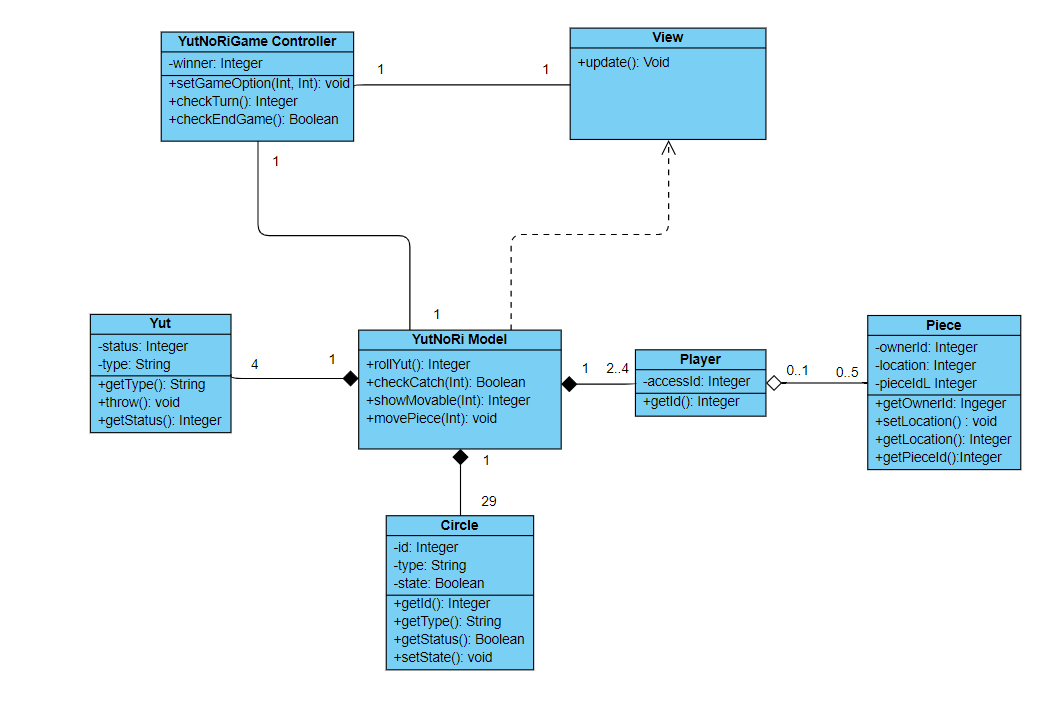 YutNoRiGame Controller
-winner: Integer
+setGameOption(Int, Int): void
+checkTurn(): Integer
+checkEndGame(): Boolean
1
1
View
+update(): Void
1
1
Yut
-status: Integer
-type: String
+getType(): String
+throw(): void
+getStatus(): Integer
4
1
YutNoRi Model
+rollYut(): Integer
+checkCatch(Int): Boolean
+showMovable(Int): Integer
+movePiece(Int): void
1
2..4
Player
-accessId: Integer
+getId(): Integer
0..1
0..5
Piece
-ownerId: Integer
-location: Integer
-pieceIdL Integer
+getOwnerId: Ingeger
+setLocation() : void
+getLocation(): Integer
+getPieceId():Integer
1
29
Circle
-id: Integer
-type: String
-state: Boolean
+getId(): Integer
+getType(): String
+getStatus(): Boolean
+setState(): void